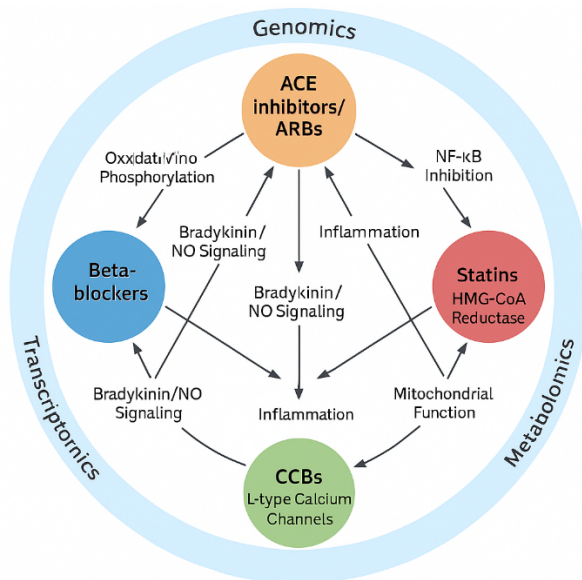 Genomics
ACE
inhibitors/
ARBs
Phosphorylation
NF-κB
Inhibition
Bradykinin/
NO Signaling
Inflammation
Beta-
blockers
Statins
HMG-CoA
Reductase
Bradykinin/
NO Signaling
Transcriptornics
Metabolomics
Bradykinin/NO
Signaling
Inflammation
Mitochondrial
Function
CCBs
L-type Calcium
Channels